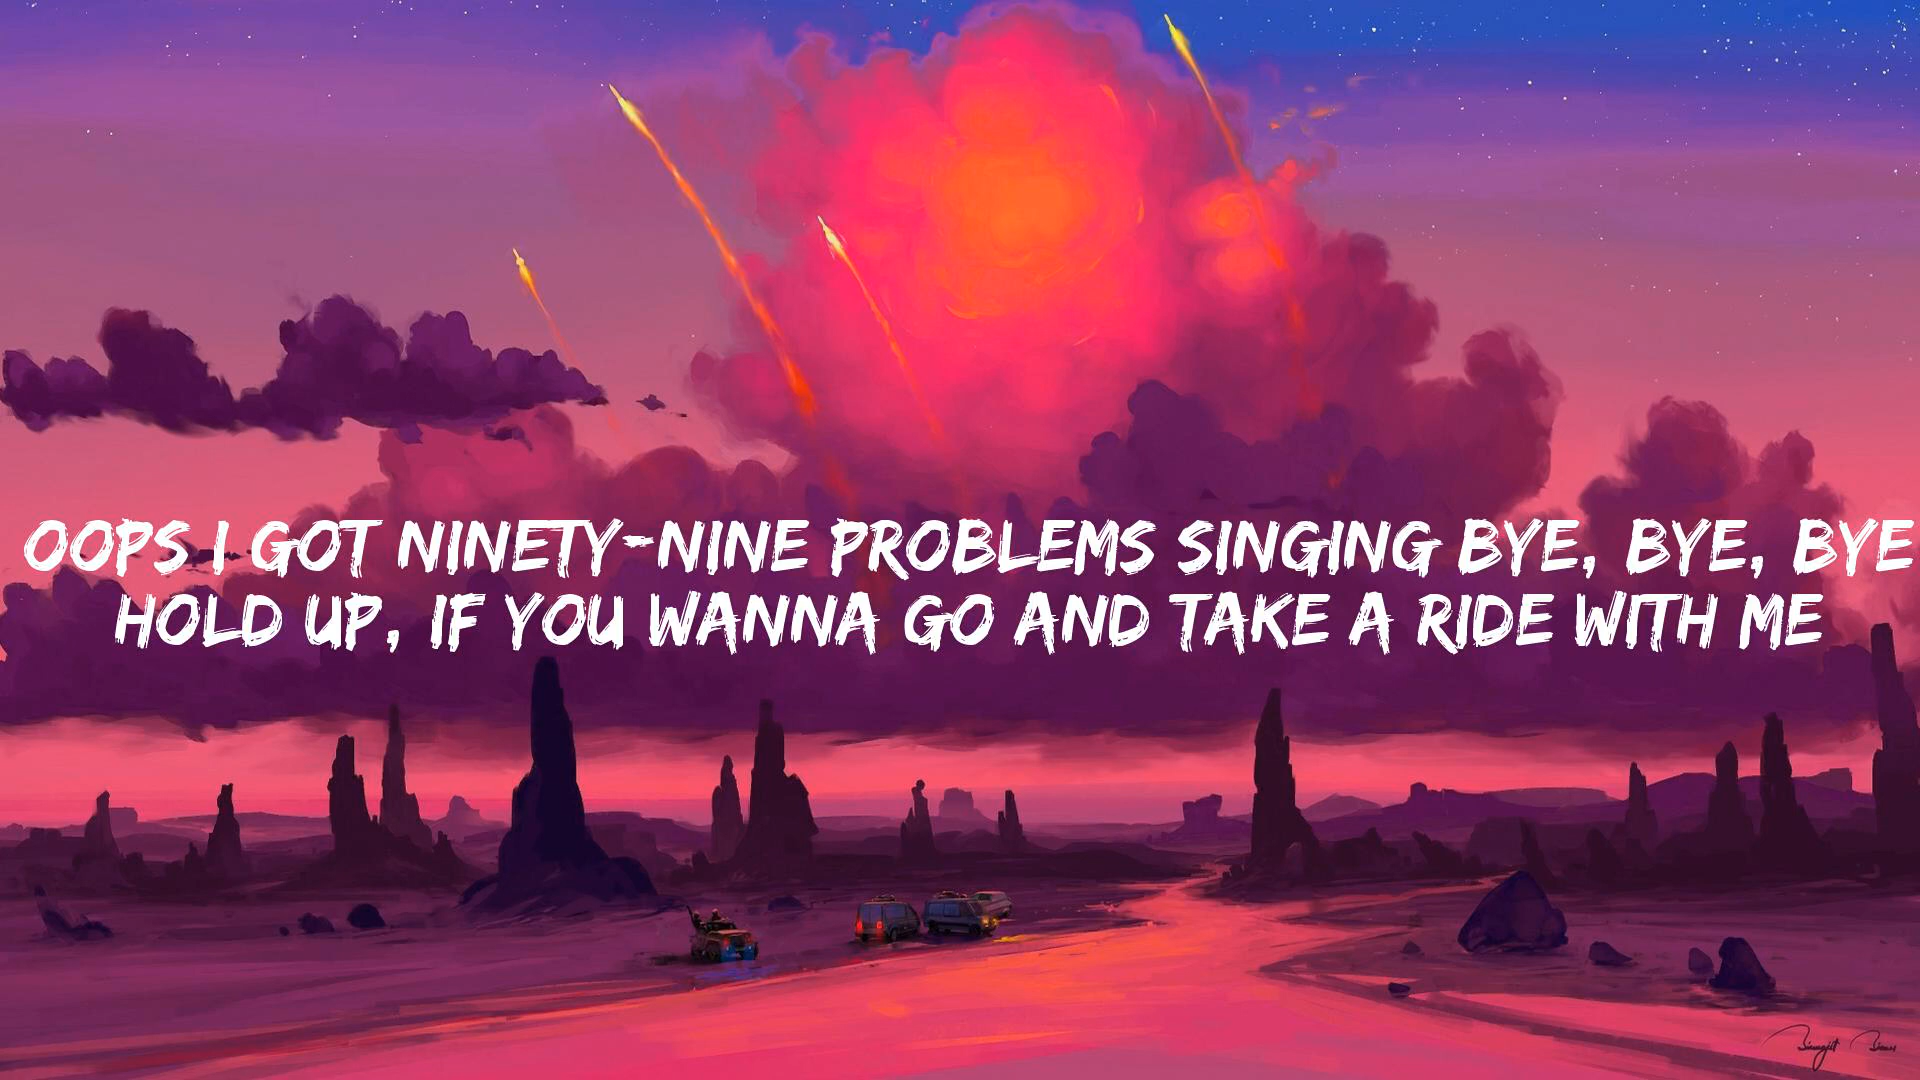 OOPS I GOT NINETY-NINE PROBLEMS SINGING BYE, BYE, BYE
HOLD UP, IF YOU WANNA GO AND TAKE A RIDE WITH ME